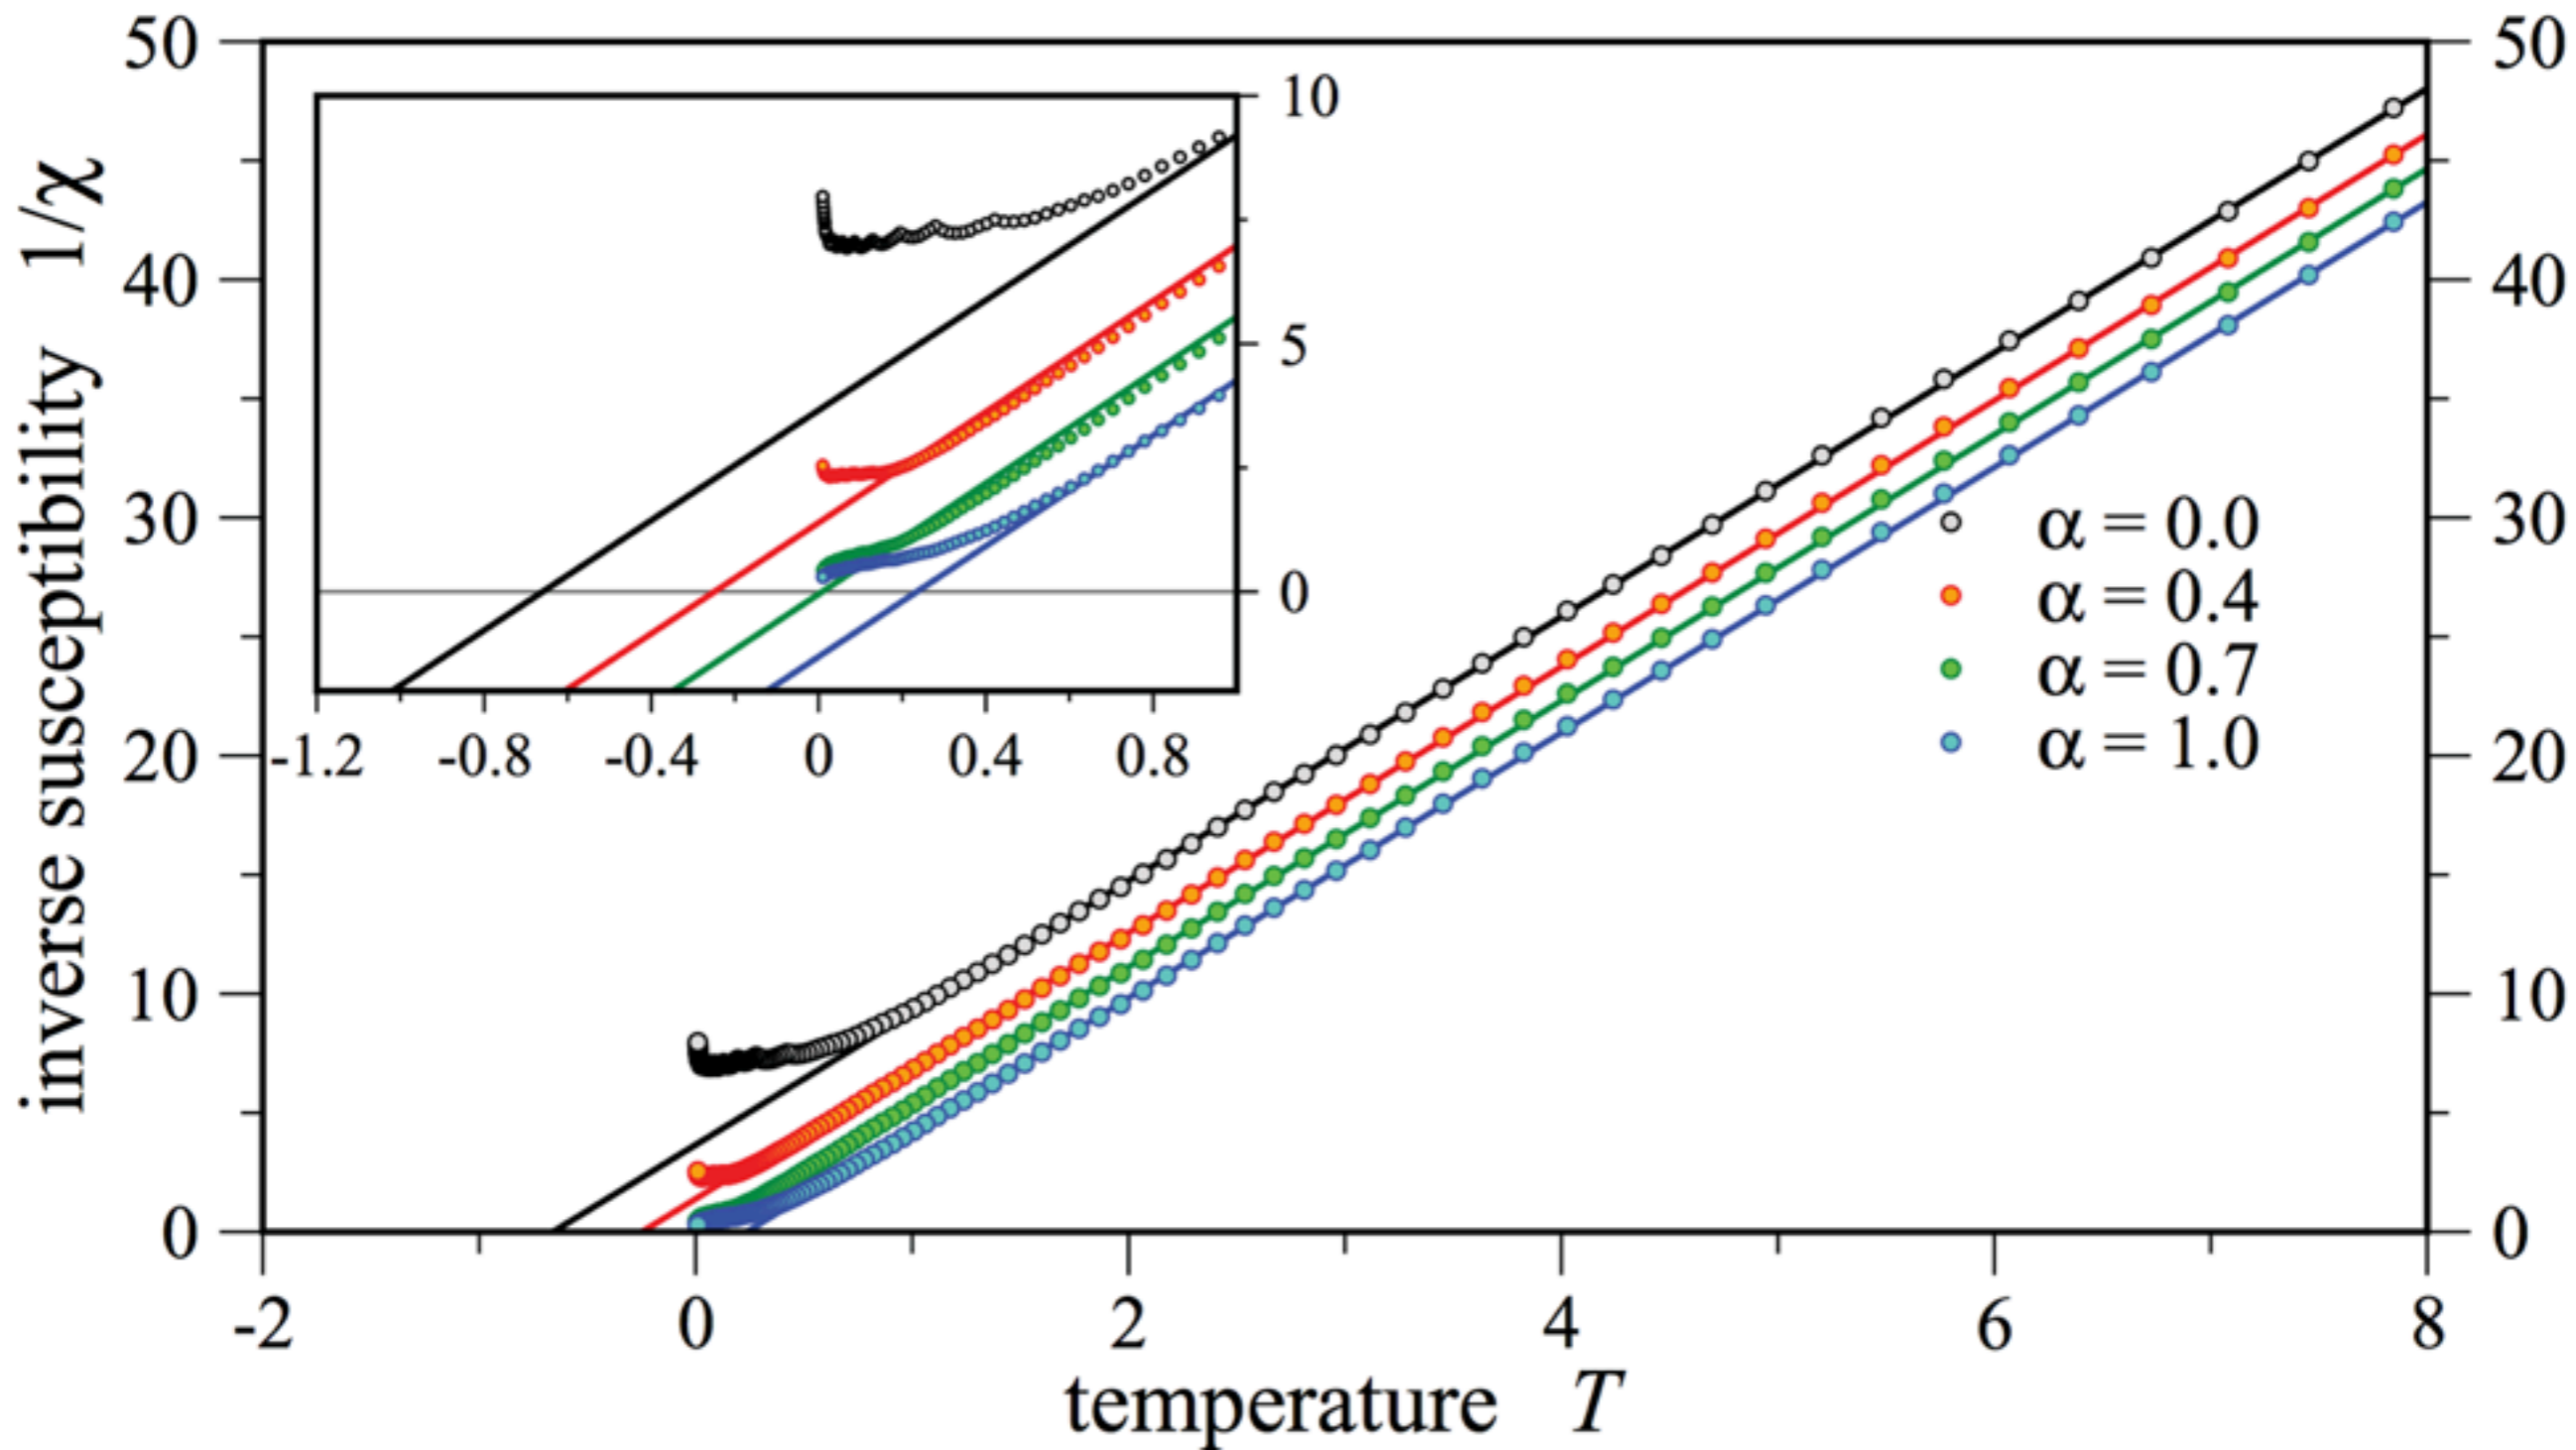 50
40
30
20
10
0
inverse susceptibility 1/χ
10
5
0
-1.2 -0.8 -0.4 0 0.4 0.8
α = 0.0
α = 0.4
α = 0.7
α = 1.0
50
40
30
20
10
0
-2 0 2 4 6 8
temperature T